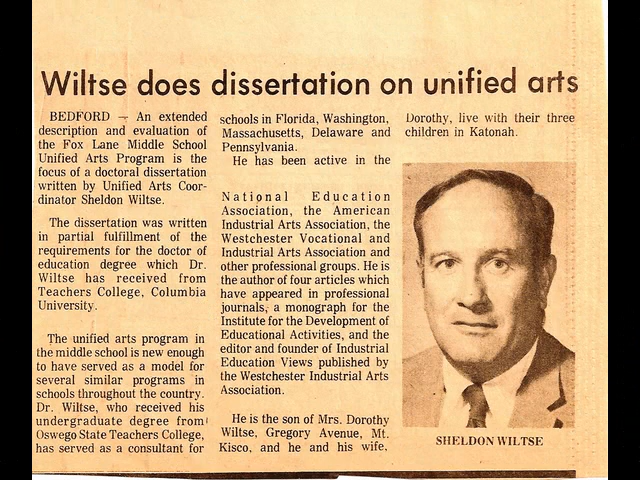 Wiltse does dissertation on unified arts
BEDFORD — An extended
description and evaluation of
the Fox Lane Middle School
Unified Arts Program is the
focus of a doctoral dissertation
written by Unified Arts Coor-
dinator Sheldon Wiltse.
The dissertation was written
in partial fulfillment of the
requirements for the doctor of
education degree which Dr.
Wiltse has received from
Teachers College, Columbia
University.
The unified arts program in
the middle school is new enough
to have served as a model for
several similar programs in
schools throughout the country.
Dr. Wiltse, who received his
undergraduate degree from
Oswego State Teachers College,
has served as a consultant for
schools in Florida, Washington,
Massachusetts, Delaware and
Pennsylvania.
He has been active in the
National Education
Association, the American
Industrial Arts Association, the
Westchester Vocational and
Industrial Arts Association and
other professional groups. He is
the author of four articles which
have appeared in professional
journals, a monograph for the
Institute for the Development of
Educational Activities, and the
editor and founder of Industrial
Education Views published by
the Westchester Industrial Arts
Association.
He is the son of Mrs. Dorothy
Wiltse, Gregory Avenue, Mt.
Kisco, and he and his wife,
Dorothy, live with their three
children in Katonah.
SHELDON WILTSE